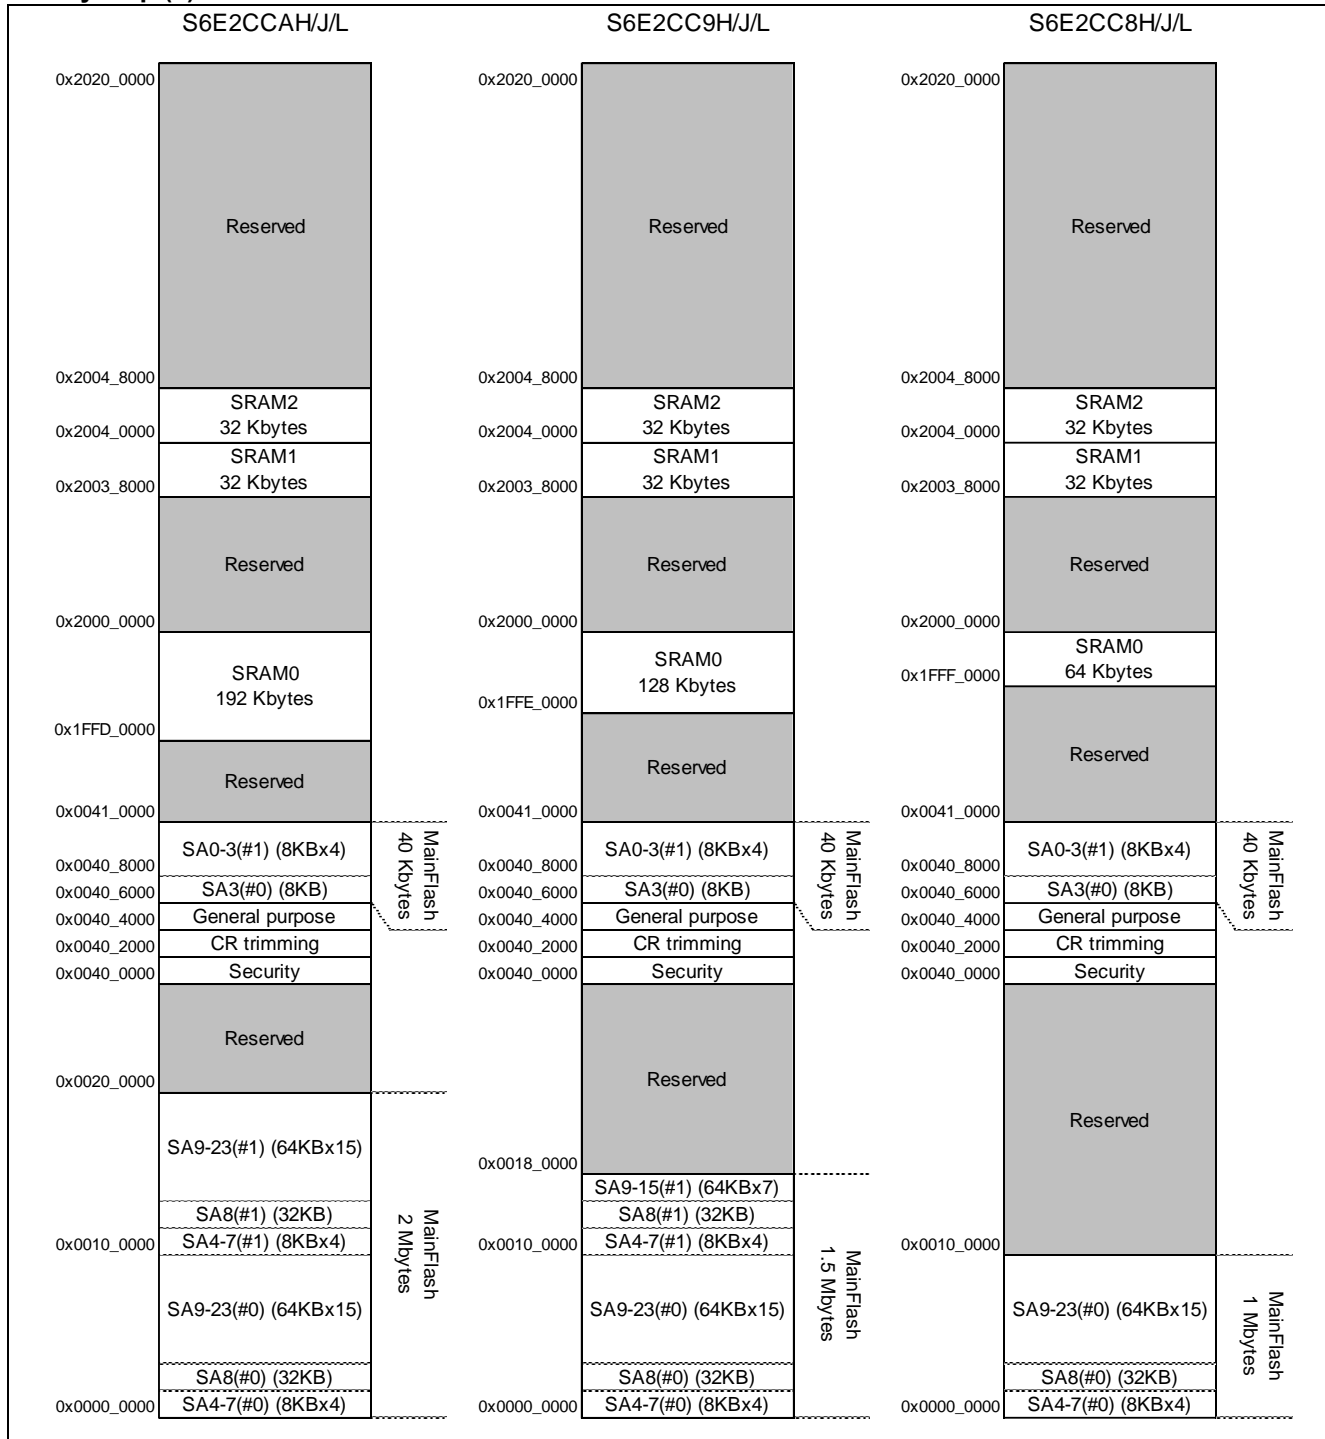 S6E2CCAH/J/L
0x2020_0000
Reserved
0x2004_8000
SRAM2
32 Kbytes
0x2004_0000
SRAM1
32 Kbytes
0x2003_8000
Reserved
0x2000_0000
SRAM0
192 Kbytes
0x1FFD_0000
Reserved
0x0041_0000
SA0-3(#1) (8KBx4)
0x0040_8000
SA3(#0) (8KB)
0x0040_6000
General purpose
0x0040_4000
CR trimming
0x0040_2000
Security
0x0040_0000
MainFlash
40 Kbytes
Reserved
0x0020_0000
SA9-23(#1) (64KBx15)
SA8(#1) (32KB)
SA4-7(#1) (8KBx4)
0x0010_0000
SA9-23(#0) (64KBx15)
SA8(#0) (32KB)
SA4-7(#0) (8KBx4)
0x0000_0000
MainFlash
2 Mbytes
S6E2CC9H/J/L
0x2020_0000
Reserved
0x2004_8000
SRAM2
32 Kbytes
0x2004_0000
SRAM1
32 Kbytes
0x2003_8000
Reserved
0x2000_0000
SRAM0
128 Kbytes
0x1FFE_0000
Reserved
0x0041_0000
SA0-3(#1) (8KBx4)
0x0040_8000
SA3(#0) (8KB)
0x0040_6000
General purpose
0x0040_4000
CR trimming
0x0040_2000
Security
0x0040_0000
MainFlash
40 Kbytes
Reserved
0x0018_0000
SA9-15(#1) (64KBx7)
SA8(#1) (32KB)
SA4-7(#1) (8KBx4)
0x0010_0000
SA9-23(#0) (64KBx15)
SA8(#0) (32KB)
SA4-7(#0) (8KBx4)
0x0000_0000
MainFlash
1.5 Mbytes
S6E2CC8H/J/L
0x2020_0000
Reserved
0x2004_8000
SRAM2
32 Kbytes
0x2004_0000
SRAM1
32 Kbytes
0x2003_8000
Reserved
0x2000_0000
SRAM0
64 Kbytes
0x1FFF_0000
Reserved
0x0041_0000
SA0-3(#1) (8KBx4)
0x0040_8000
SA3(#0) (8KB)
0x0040_6000
General purpose
0x0040_4000
CR trimming
0x0040_2000
Security
0x0040_0000
MainFlash
40 Kbytes
Reserved
0x0010_0000
SA9-23(#0) (64KBx15)
SA8(#0) (32KB)
SA4-7(#0) (8KBx4)
0x0000_0000
MainFlash
1 Mbytes